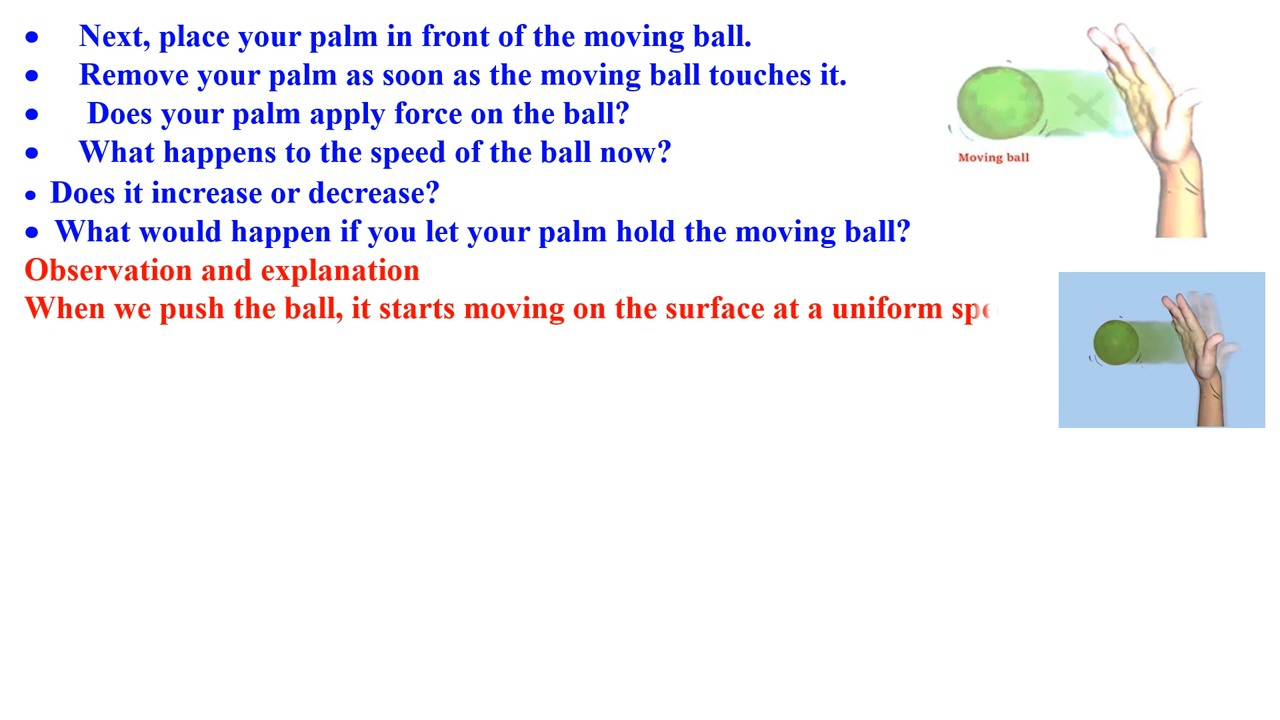 • Next, place your palm in front of the moving ball.
• Remove your palm as soon as the moving ball touches it.
• Does your palm apply force on the ball?
• What happens to the speed of the ball now?
• Does it increase or decrease?
• What would happen if you let your palm hold the moving ball?
Moving ball
Observation and explanation
When we push the ball, it starts moving on the surface at a uniform